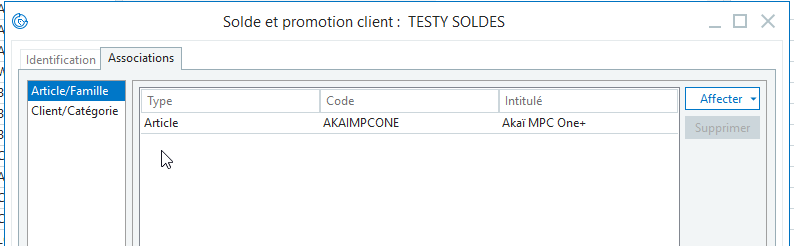 Solde et promotion client : TESTY SOLDES
Identification Associations
Article/Famille
Client/Catégorie
Type Code Intitulé
Article AKAIMPCONE Akaï MPC One+
Affecter
Supprimer